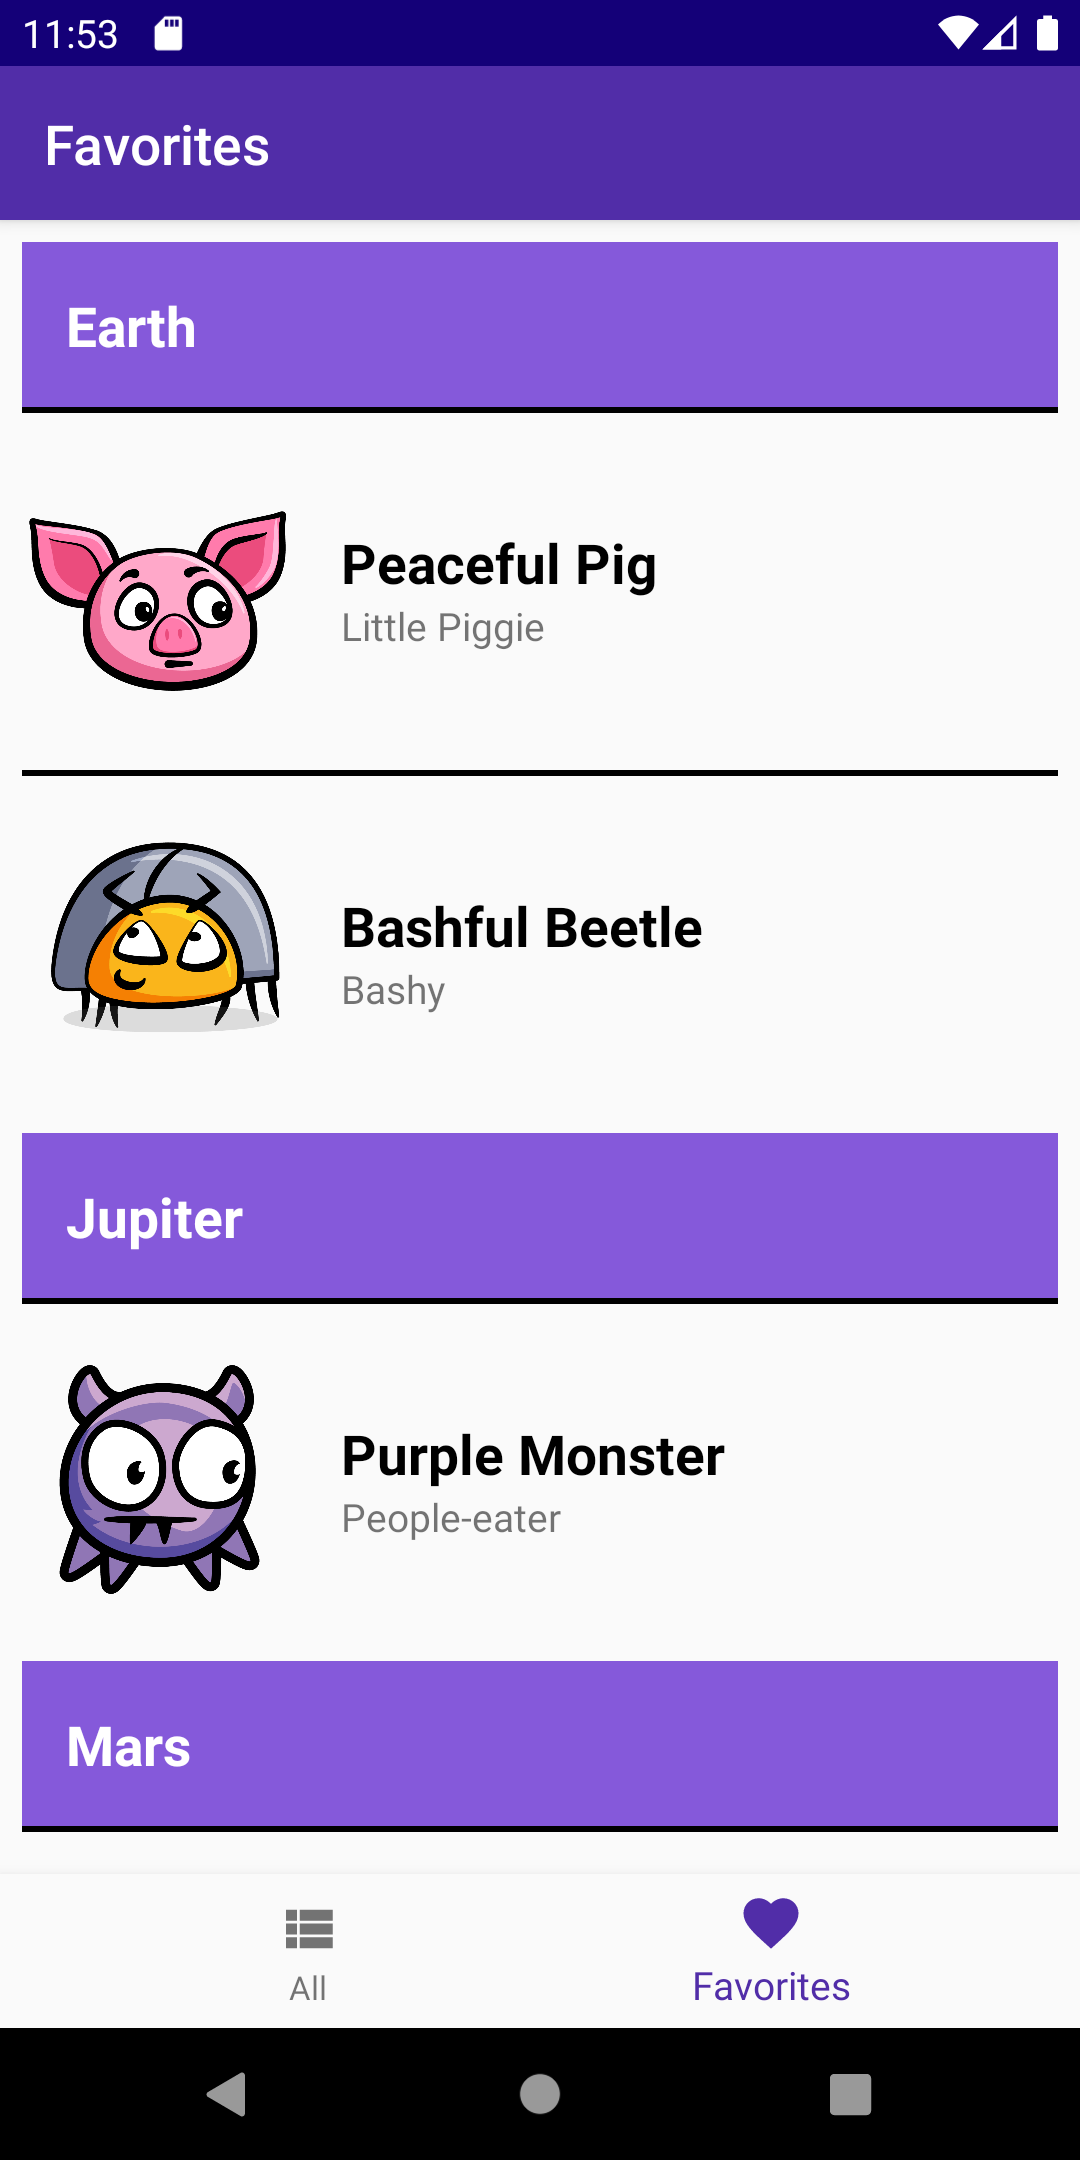 11:53
Favorites
Earth
Peaceful Pig
Little Piggie
Bashful Beetle
Bashy
Jupiter
Purple Monster
People-eater
Mars
All
Favorites